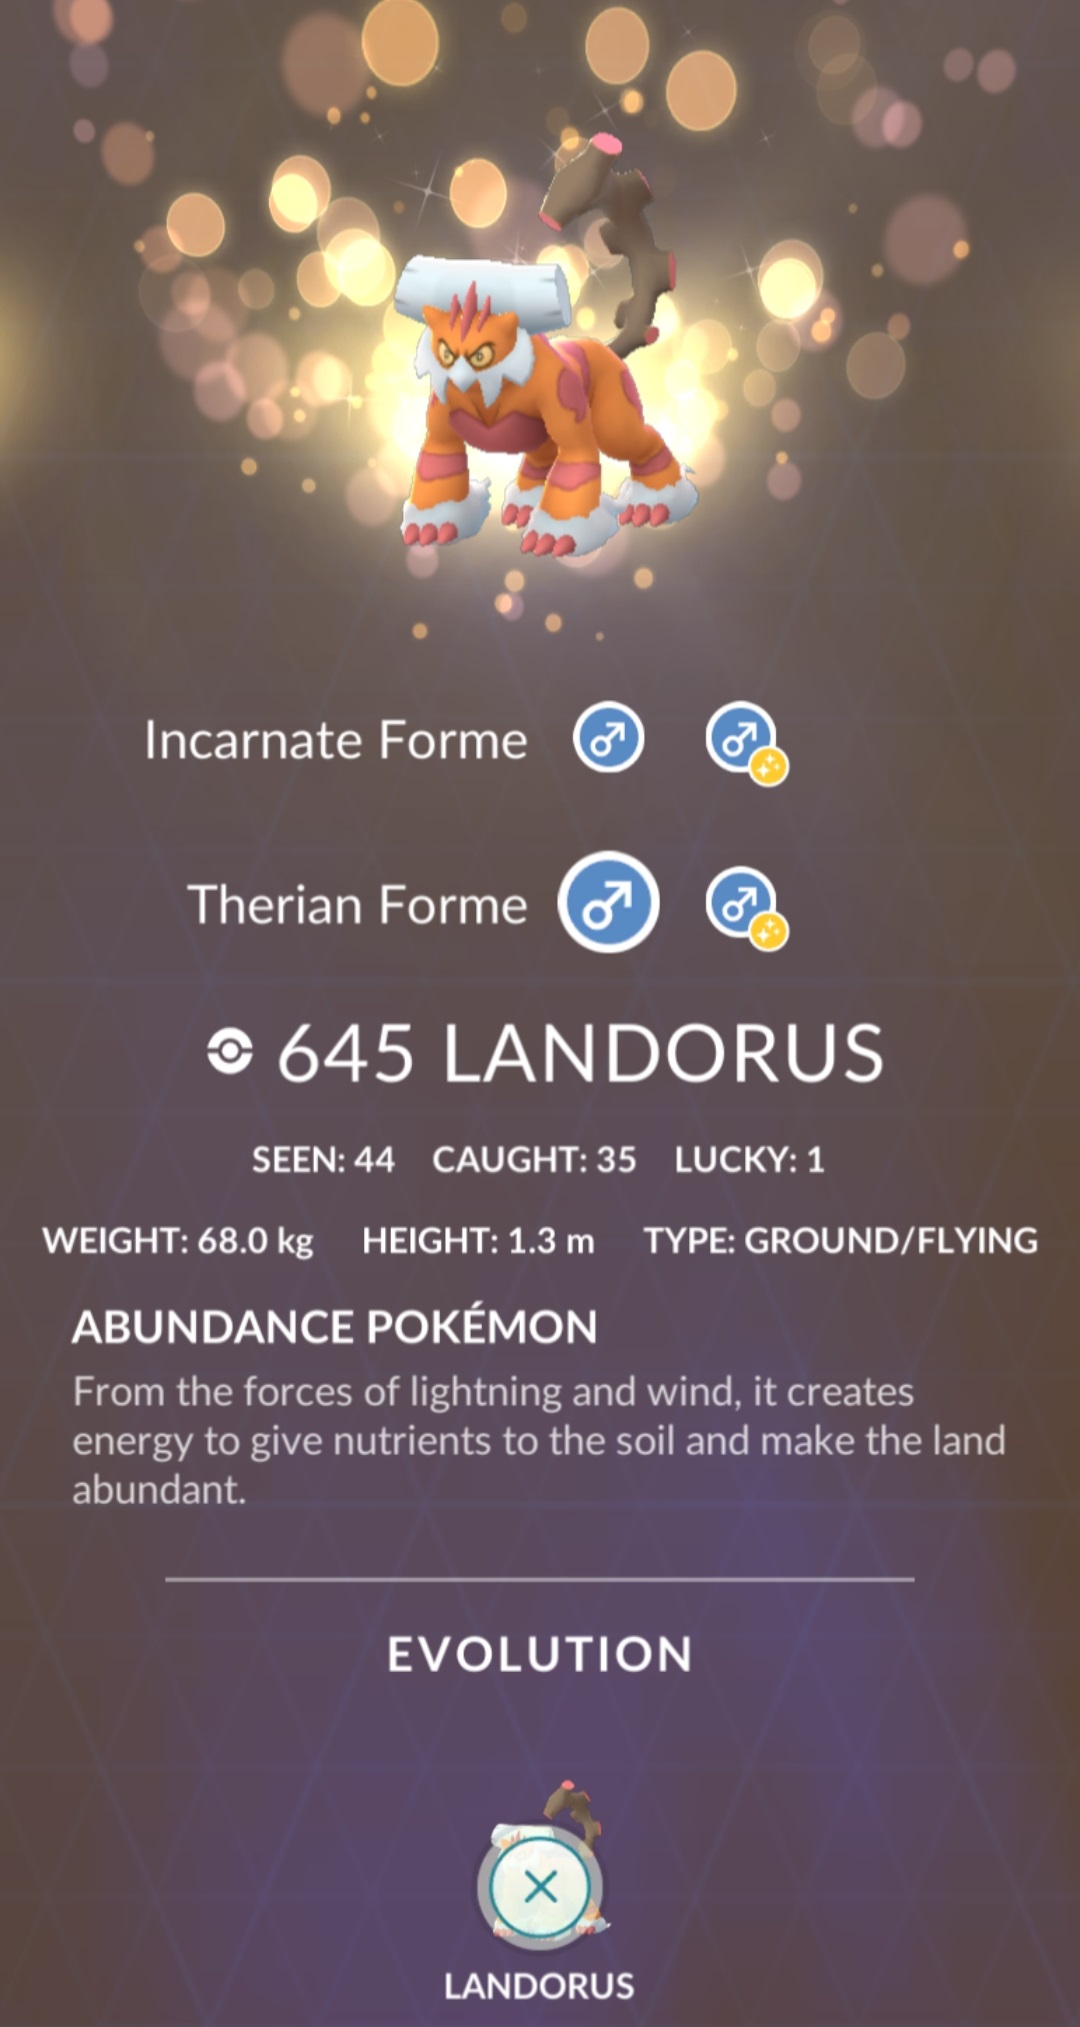 Incarnate Forme
Therian Forme
645 LANDORUS
SEEN: 44 CAUGHT: 35 LUCKY: 1
WEIGHT: 68.0 kg HEIGHT: 1.3 m TYPE: GROUND/FLYING
ABUNDANCE POKÉMON
From the forces of lightning and wind, it creates
energy to give nutrients to the soil and make the land
abundant.
EVOLUTION
LANDORUS